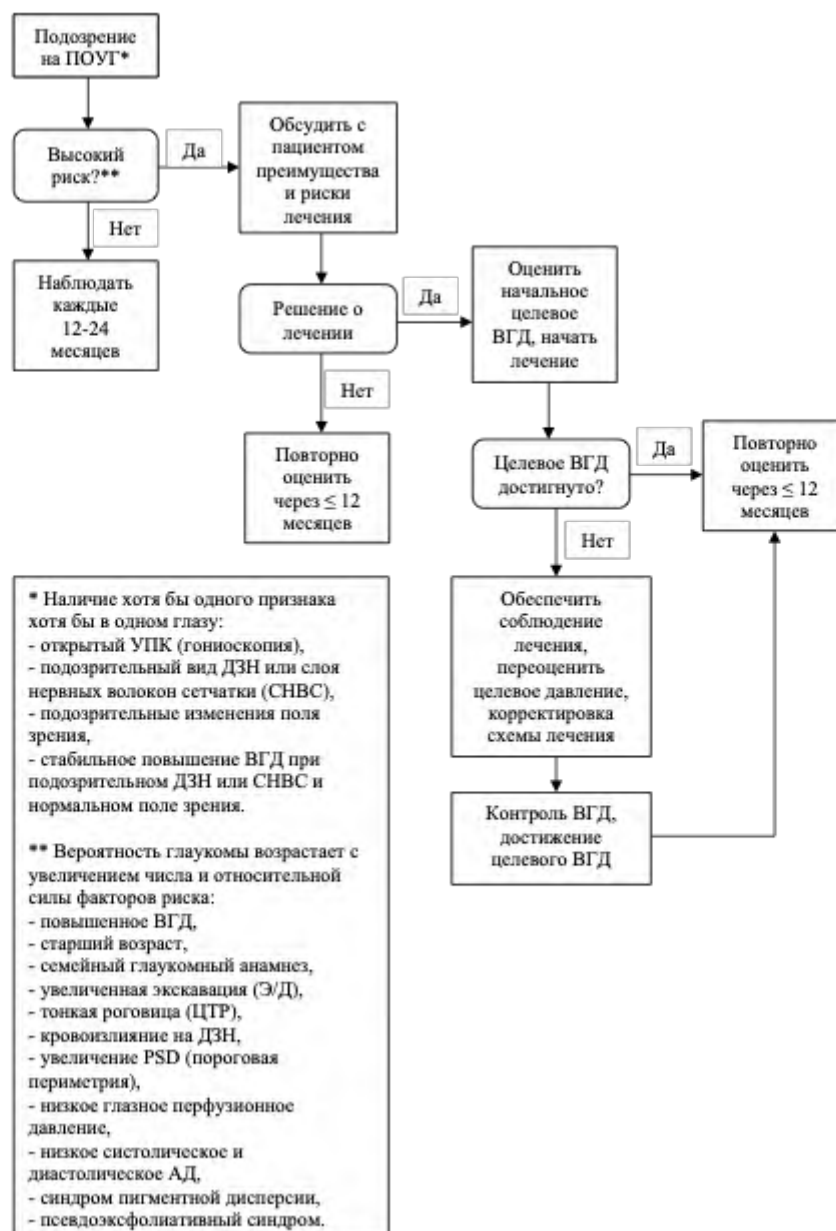 Подозрение
на ПОУГ*
Высокий
риск?**
Да
Обсудить с
пациентом
преимущества
и риски
лечения
Нет
Наблюдать
каждые
12-24
месяцев
Решение о
лечении
Да
Оценить
начальное
целевое
ВГД, начать
лечение
Нет
Повторно
оценить
через ≤ 12
месяцев
Целевое ВГД
достигнуто?
Да
Повторно
оценить
через ≤ 12
месяцев
Нет
Обеспечить
соблюдение
лечения,
переоценить
целевое давление,
корректировка
схемы лечения
Контроль ВГД,
достижение
целевого ВГД
* Наличие хотя бы одного признака
хотя бы в одном глазу:
- открытый УПК (гониоскопия),
- подозрительный вид ДЗН или слоя
нервных волокон сетчатки (СНВС),
- подозрительные изменения поля
зрения,
- стабильное повышение ВГД при
подозрительном ДЗН или СНВС и
нормальном поле зрения.
** Вероятность глаукомы возрастает с
увеличением числа и относительной
силы факторов риска:
- повышенное ВГД,
- старший возраст,
- семейный глаукомный анамнез,
- увеличенная экскавация (Э/Д),
- тонкая роговица (ЦТР),
- кровоизлияние на ДЗН,
- увеличение PSD (пороговая
периметрия),
- низкое глазное перфузионное
давление,
- низкое систолическое и
диастолическое АД,
- синдром пигментной дисперсии,
- псевдоэксфолиативный синдром.